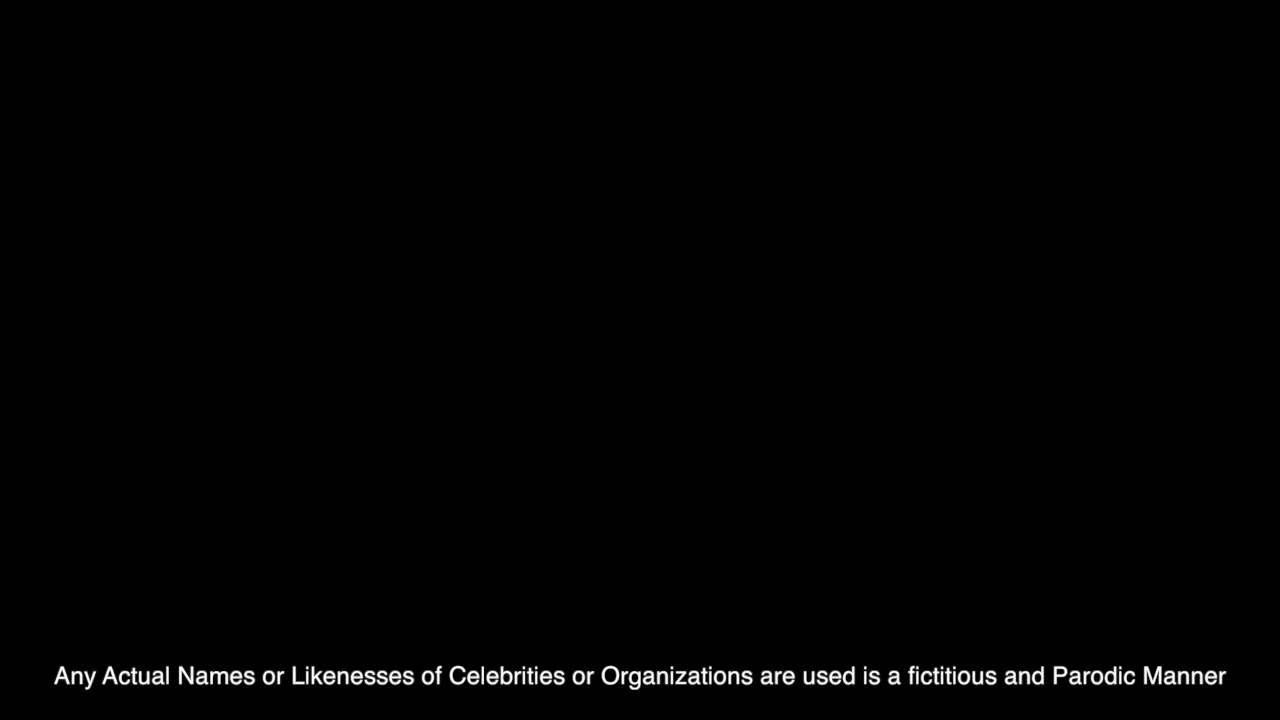 Any Actual Names or Likenesses of Celebrities or Organizations are used is a fictitious and Parodic Manner